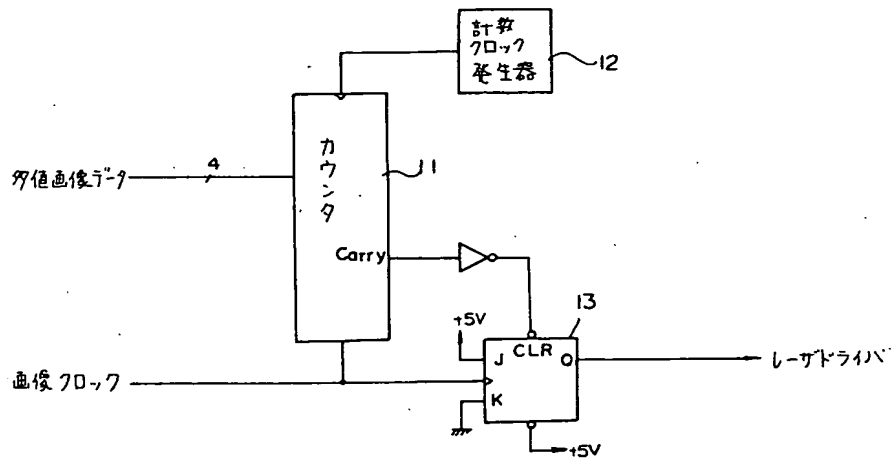 計数
クロック
発生器
12
カウンタ
11
4
多値画像データ
Carry
13
+5V
J
CLR
Q
K
レーザドライバ
画像クロック
+5V